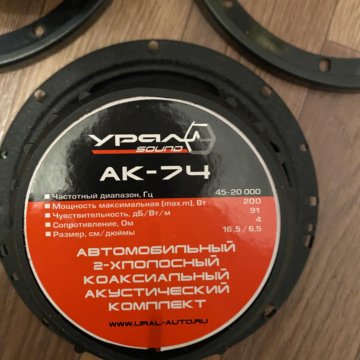 УРАЛ
SOUND
АК-74
Частотный диапазон, Гц 45-20 000
Мощность максимальная (max.m), Вт 200
Чувствительность, дБ/Вт/м 91
Сопротивление, Ом 4
Размер, см/дюймы 16,5 / 6,5
АВТОМОБИЛЬНЫЙ
2-ХПОЛОСНЫЙ
КОАКСИАЛЬНЫЙ
АКУСТИЧЕСКИЙ
КОМПЛЕКТ
WWW.URAL-AUTO.RU